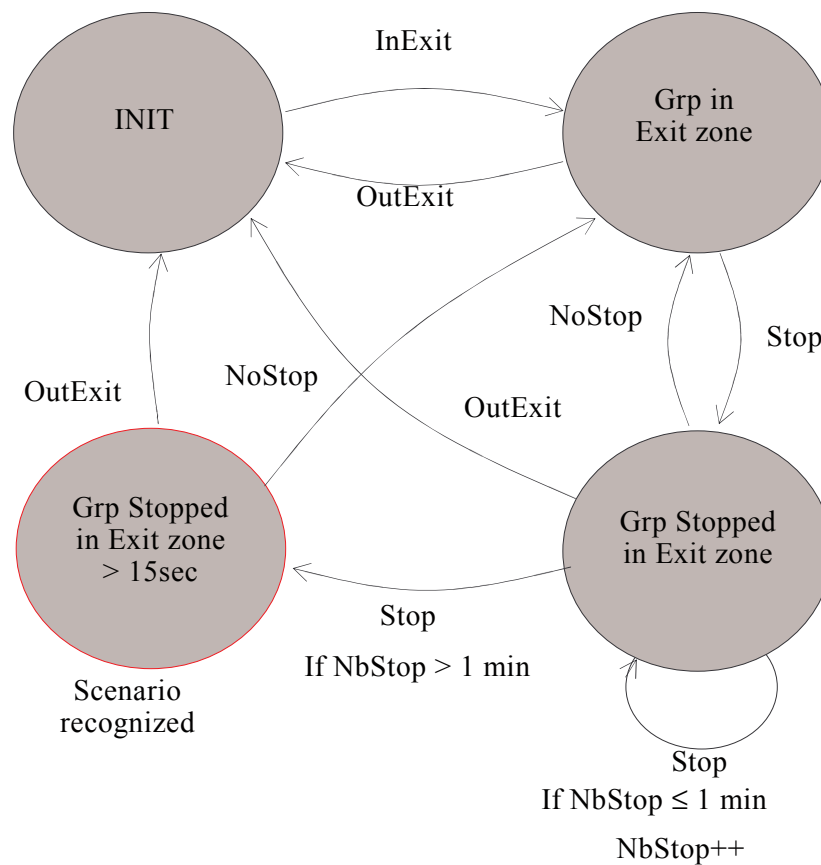 InExit
INIT
Grp in
Exit zone
OutExit
NoStop
Stop
OutExit
NoStop
OutExit
Grp Stopped
in Exit zone
> 15sec
Grp Stopped
in Exit zone
Stop
If NbStop > 1 min
Scenario
recognized
Stop
If NbStop ≤ 1 min
NbStop++